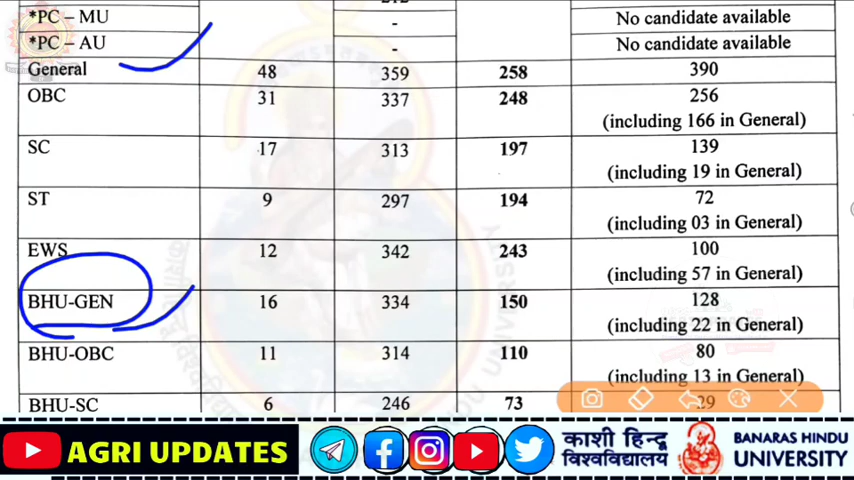 *PC – MU - No candidate available
*PC – AU - No candidate available
General 48 359 258 390
OBC 31 337 248 256
(including 166 in General)
SC 17 313 197 139
(including 19 in General)
ST 9 297 194 72
(including 03 in General)
EWS 12 342 243 100
(including 57 in General)
BHU-GEN 16 334 150 128
(including 22 in General)
BHU-OBC 11 314 110 80
(including 13 in General)
BHU-SC 6 246 73 29
AGRI UPDATES
काशी हिन्दू
विश्वविद्यालय
BANARAS HINDU
UNIVERSITY